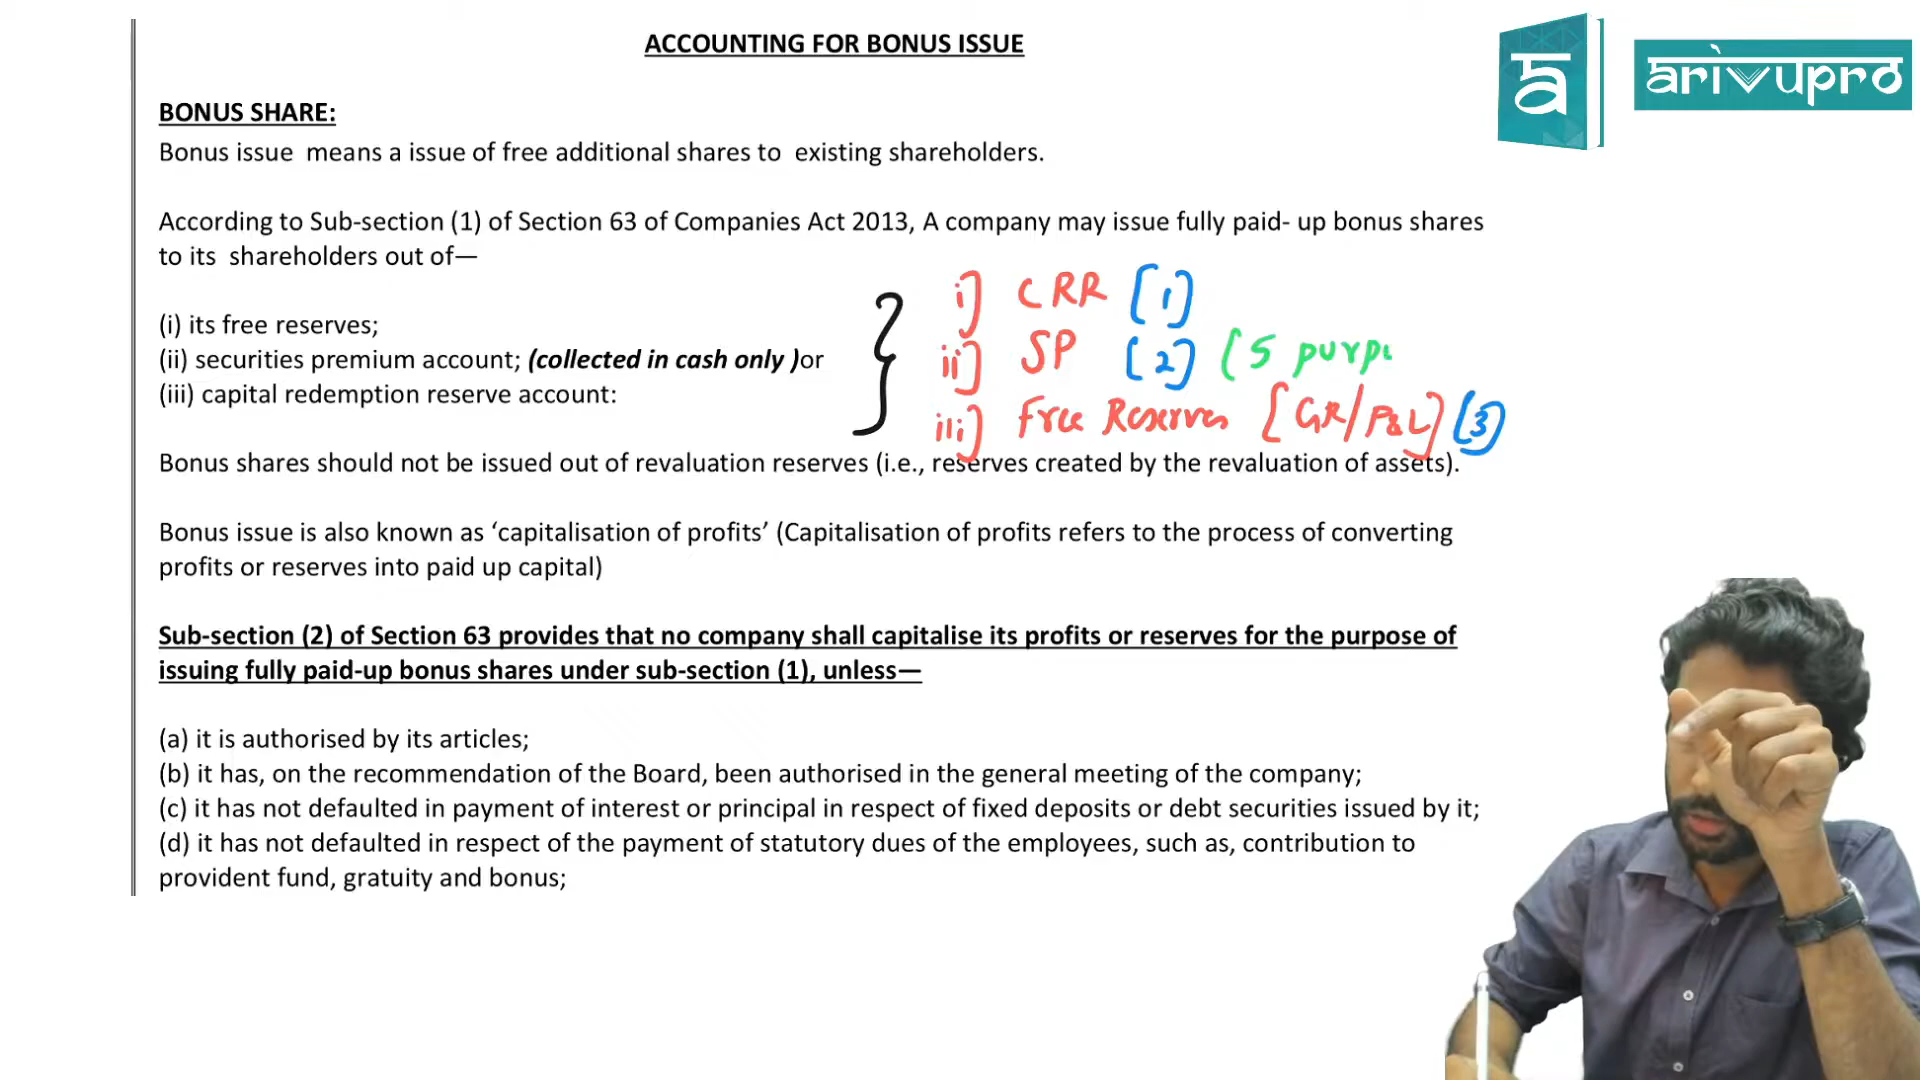 ACCOUNTING FOR BONUS ISSUE
a
arivupro
BONUS SHARE:
Bonus issue means a issue of free additional shares to existing shareholders.
According to Sub-section (1) of Section 63 of Companies Act 2013, A company may issue fully paid- up bonus shares
to its shareholders out of—
i] CRR [1]
(i) its free reserves;
(ii) securities premium account; (collected in cash only )or
ii] SP [2] (5 purp
(iii) capital redemption reserve account:
iii] Free Reserves [GR/P&L] [3]
Bonus shares should not be issued out of revaluation reserves (i.e., reserves created by the revaluation of assets).
Bonus issue is also known as ‘capitalisation of profits’ (Capitalisation of profits refers to the process of converting
profits or reserves into paid up capital)
Sub-section (2) of Section 63 provides that no company shall capitalise its profits or reserves for the purpose of
issuing fully paid-up bonus shares under sub-section (1), unless—
(a) it is authorised by its articles;
(b) it has, on the recommendation of the Board, been authorised in the general meeting of the company;
(c) it has not defaulted in payment of interest or principal in respect of fixed deposits or debt securities issued by it;
(d) it has not defaulted in respect of the payment of statutory dues of the employees, such as, contribution to
provident fund, gratuity and bonus;